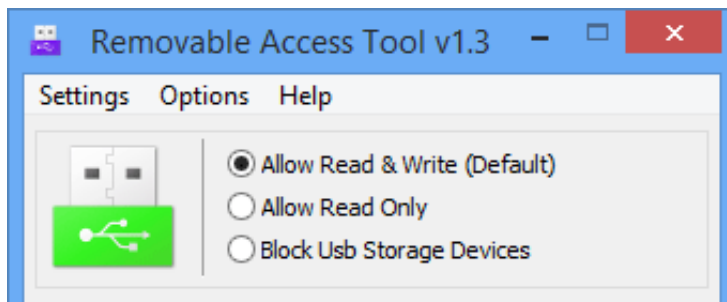 Removable Access Tool v1.3
Settings Options Help
Allow Read & Write (Default)
Allow Read Only
Block Usb Storage Devices